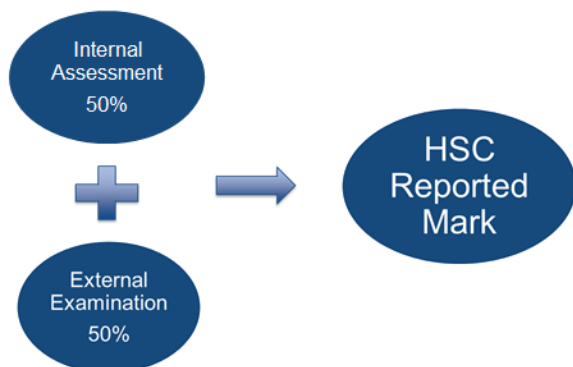 Internal
Assessment
50%
External
Examination
50%
HSC
Reported
Mark